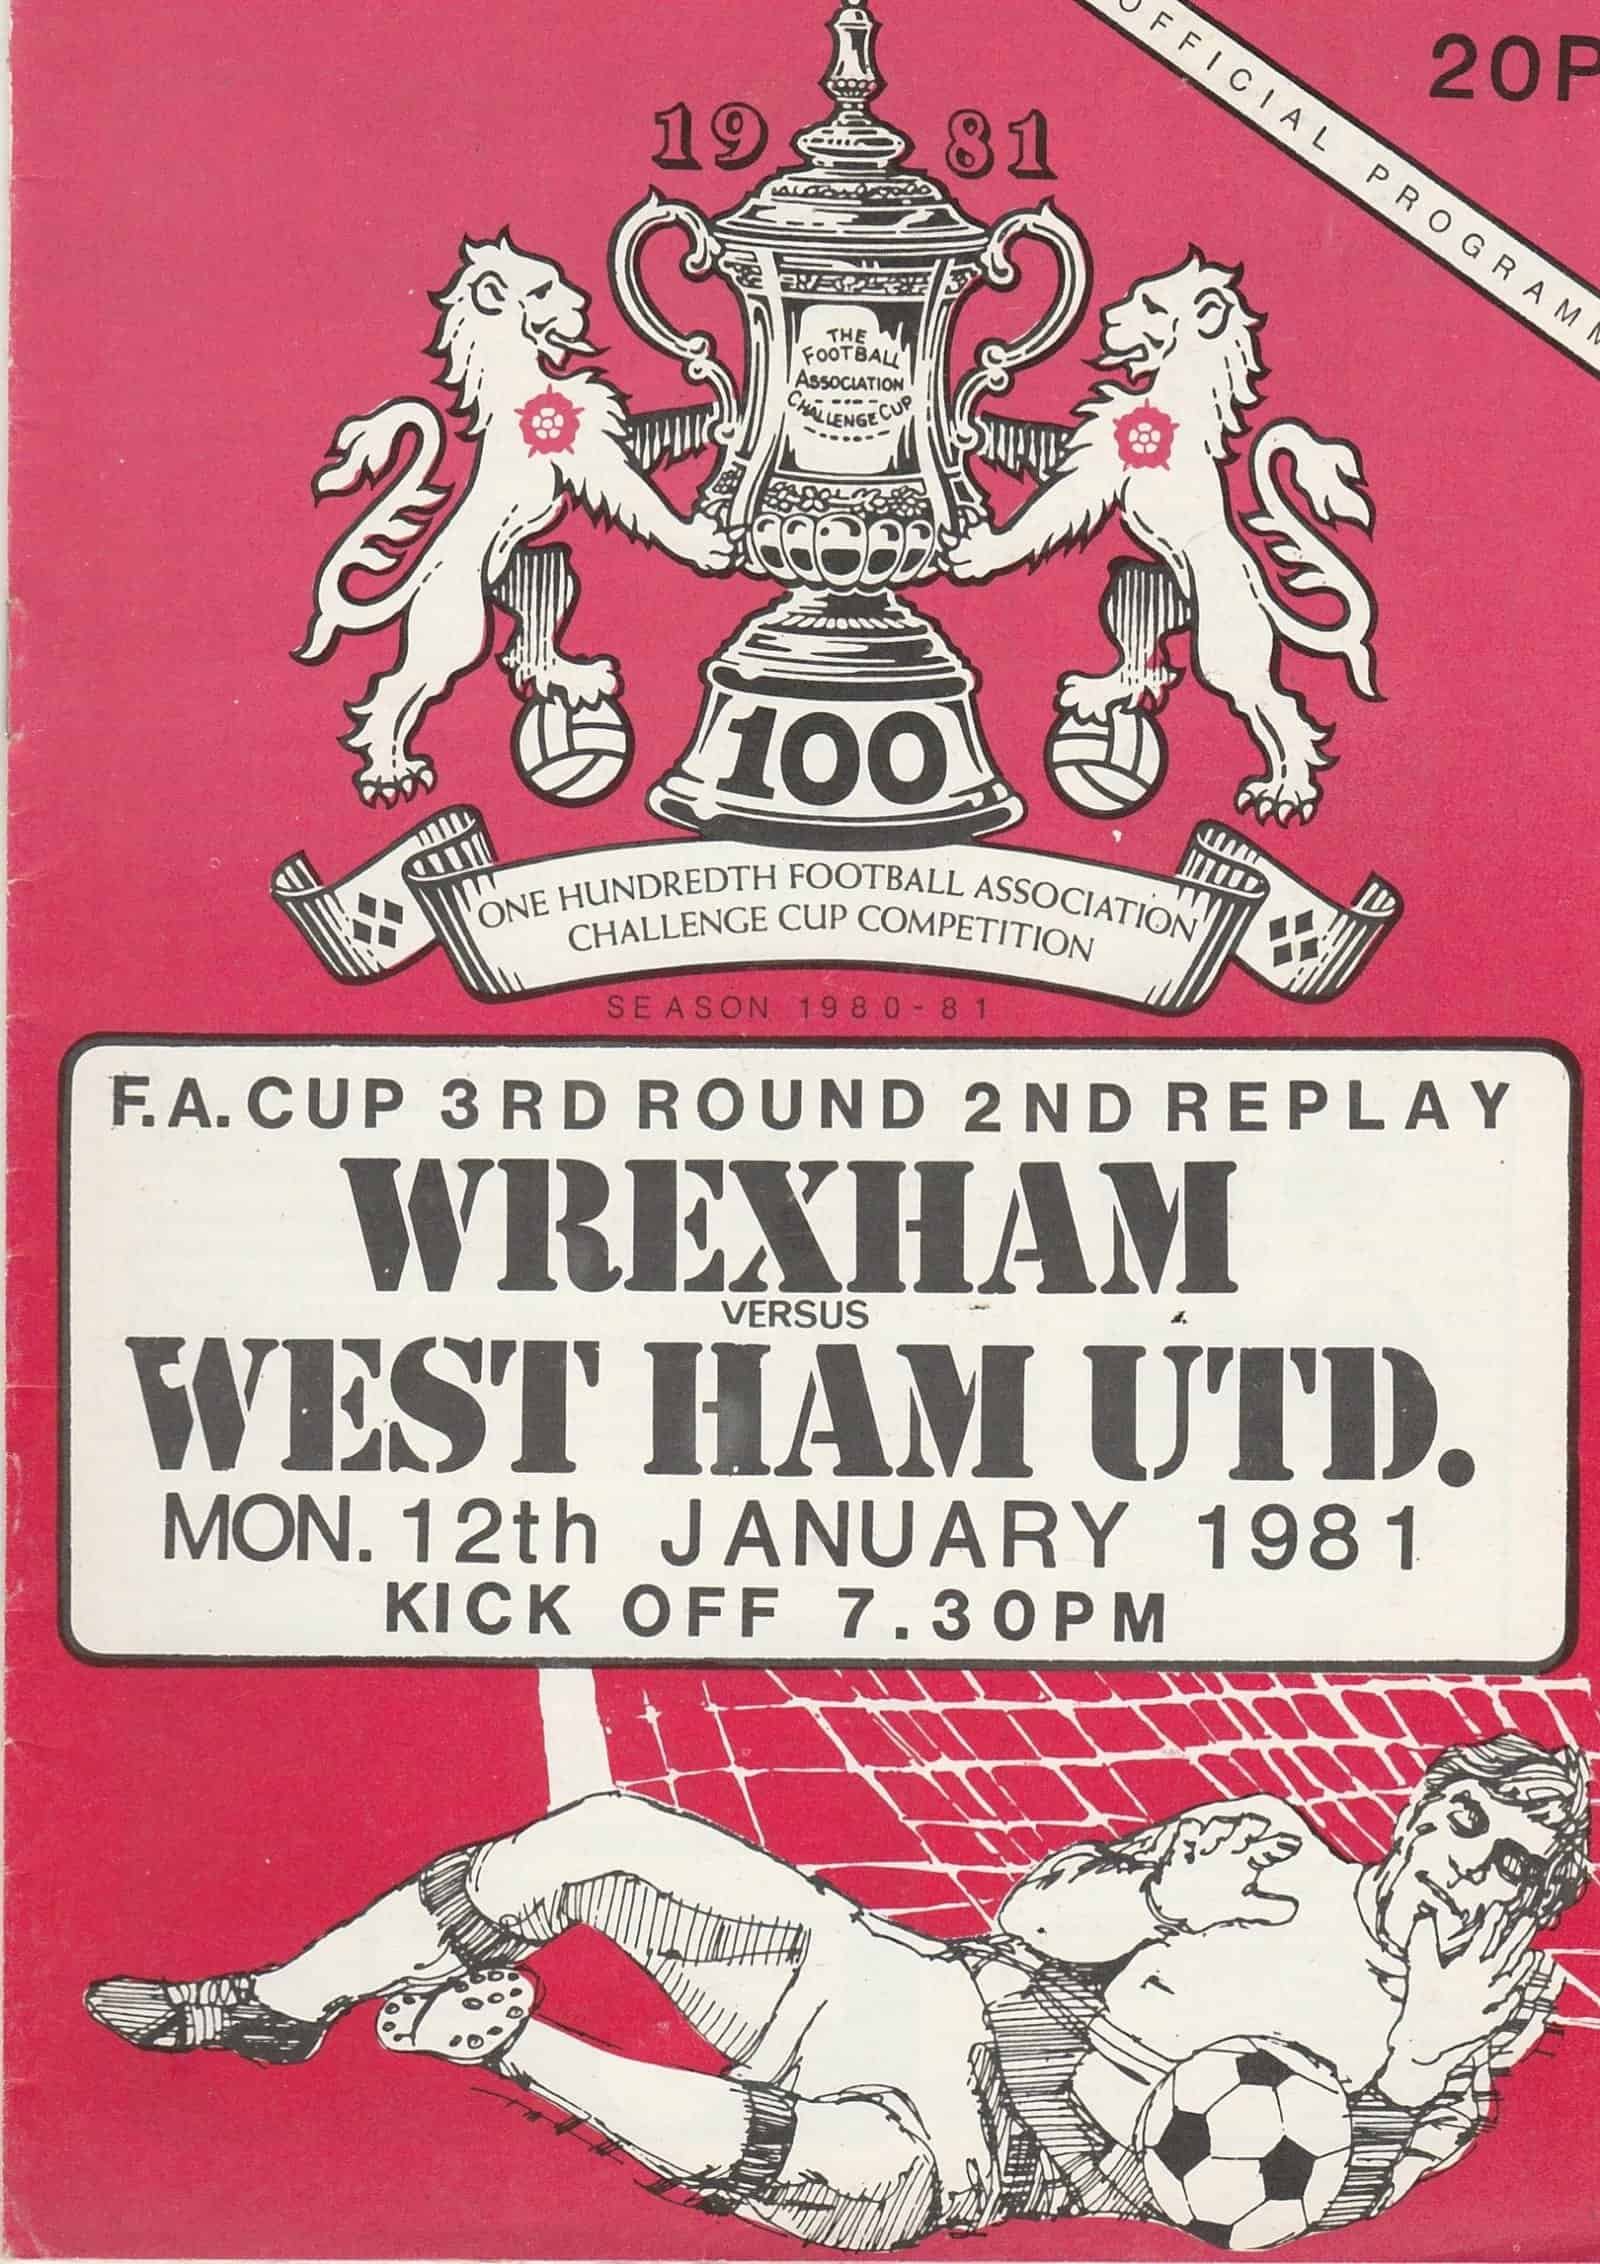 OFFICIAL PROGRAMM
20P
19 81
THE
FOOTBALL
ASSOCIATION
CHALLENGE CUP
100
ONE HUNDREDTH FOOTBALL ASSOCIATION
CHALLENGE CUP COMPETITION
SEASON 1980-81
F.A. CUP 3RD ROUND 2ND REPLAY
WREXHAM
VERSUS
WEST HAM UTD.
MON. 12th JANUARY 1981
KICK OFF 7.30PM